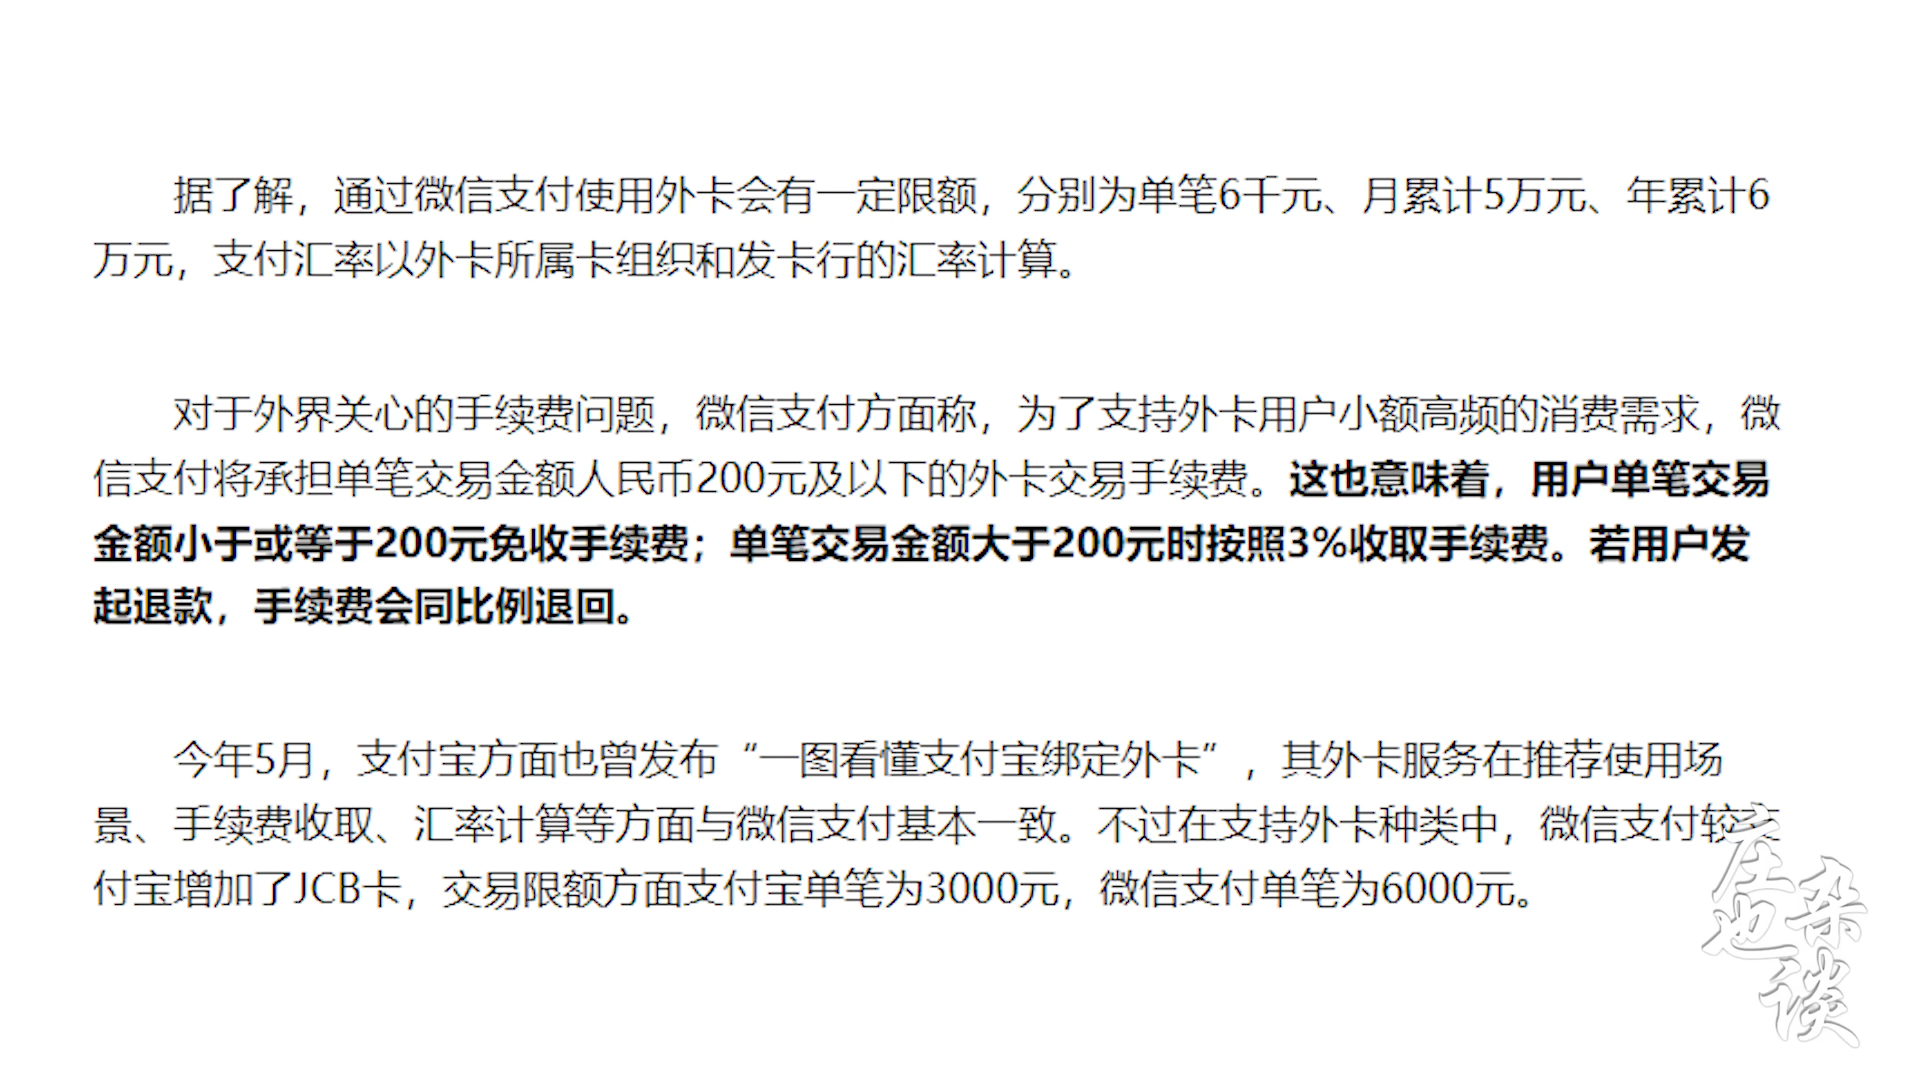 据了解，通过微信支付使用外卡会有一定限额，分别为单笔6千元、月累计5万元、年累计6
万元，支付汇率以外卡所属卡组织和发卡行的汇率计算。
对于外界关心的手续费问题，微信支付方面称，为了支持外卡用户小额高频的消费需求，微
信支付将承担单笔交易金额人民币200元及以下的外卡交易手续费。这也意味着，用户单笔交易
金额小于或等于200元免收手续费；单笔交易金额大于200元时按照3%收取手续费。若用户发
起退款，手续费会同比例退回。
今年5月，支付宝方面也曾发布“一图看懂支付宝绑定外卡”，其外卡服务在推荐使用场
景、手续费收取、汇率计算等方面与微信支付基本一致。不过在支持外卡种类中，微信支付较支
付宝增加了JCB卡，交易限额方面支付宝单笔为3000元，微信支付单笔为6000元。
庄也杂谈